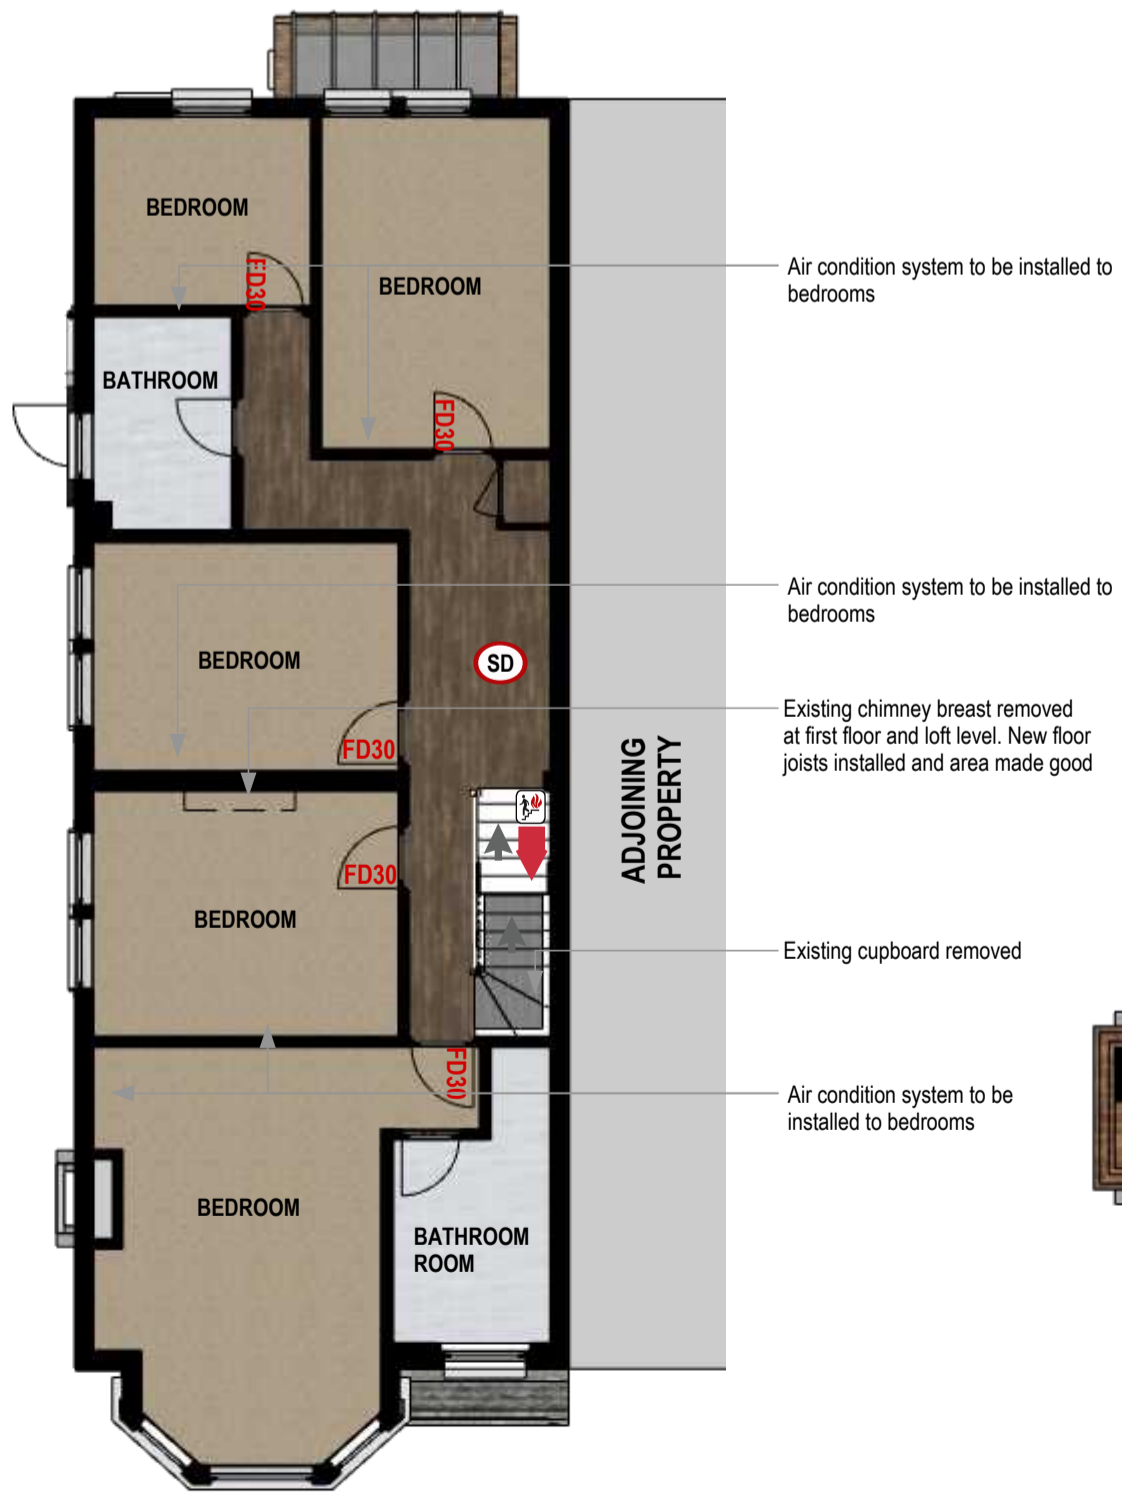 BEDROOM
FD30
BEDROOM
Air condition system to be installed to
bedrooms
BATHROOM
FD30
Air condition system to be installed to
bedrooms
BEDROOM
SD
FD30
Existing chimney breast removed
at first floor and loft level. New floor
joists installed and area made good
ADJOINING
PROPERTY
FD30
BEDROOM
Existing cupboard removed
FD30
Air condition system to be
installed to bedrooms
BEDROOM
BATHROOM
ROOM